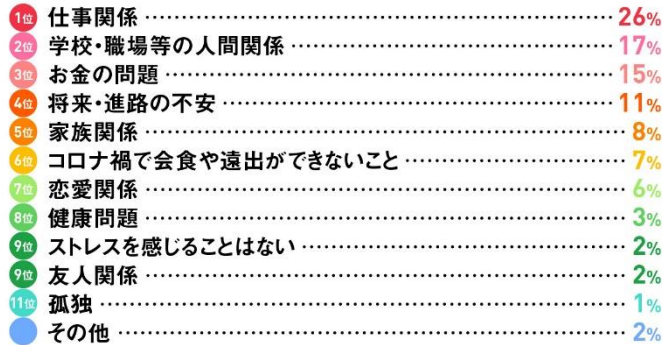 1位 仕事関係 26%
2位 学校・職場等の人間関係 17%
3位 お金の問題 15%
4位 将来・進路の不安 11%
5位 家族関係 8%
6位 コロナ禍で会食や遠出ができないこと 7%
7位 恋愛関係 6%
8位 健康問題 3%
9位 ストレスを感じることはない 2%
9位 友人関係 2%
11位 孤独 1%
その他 2%